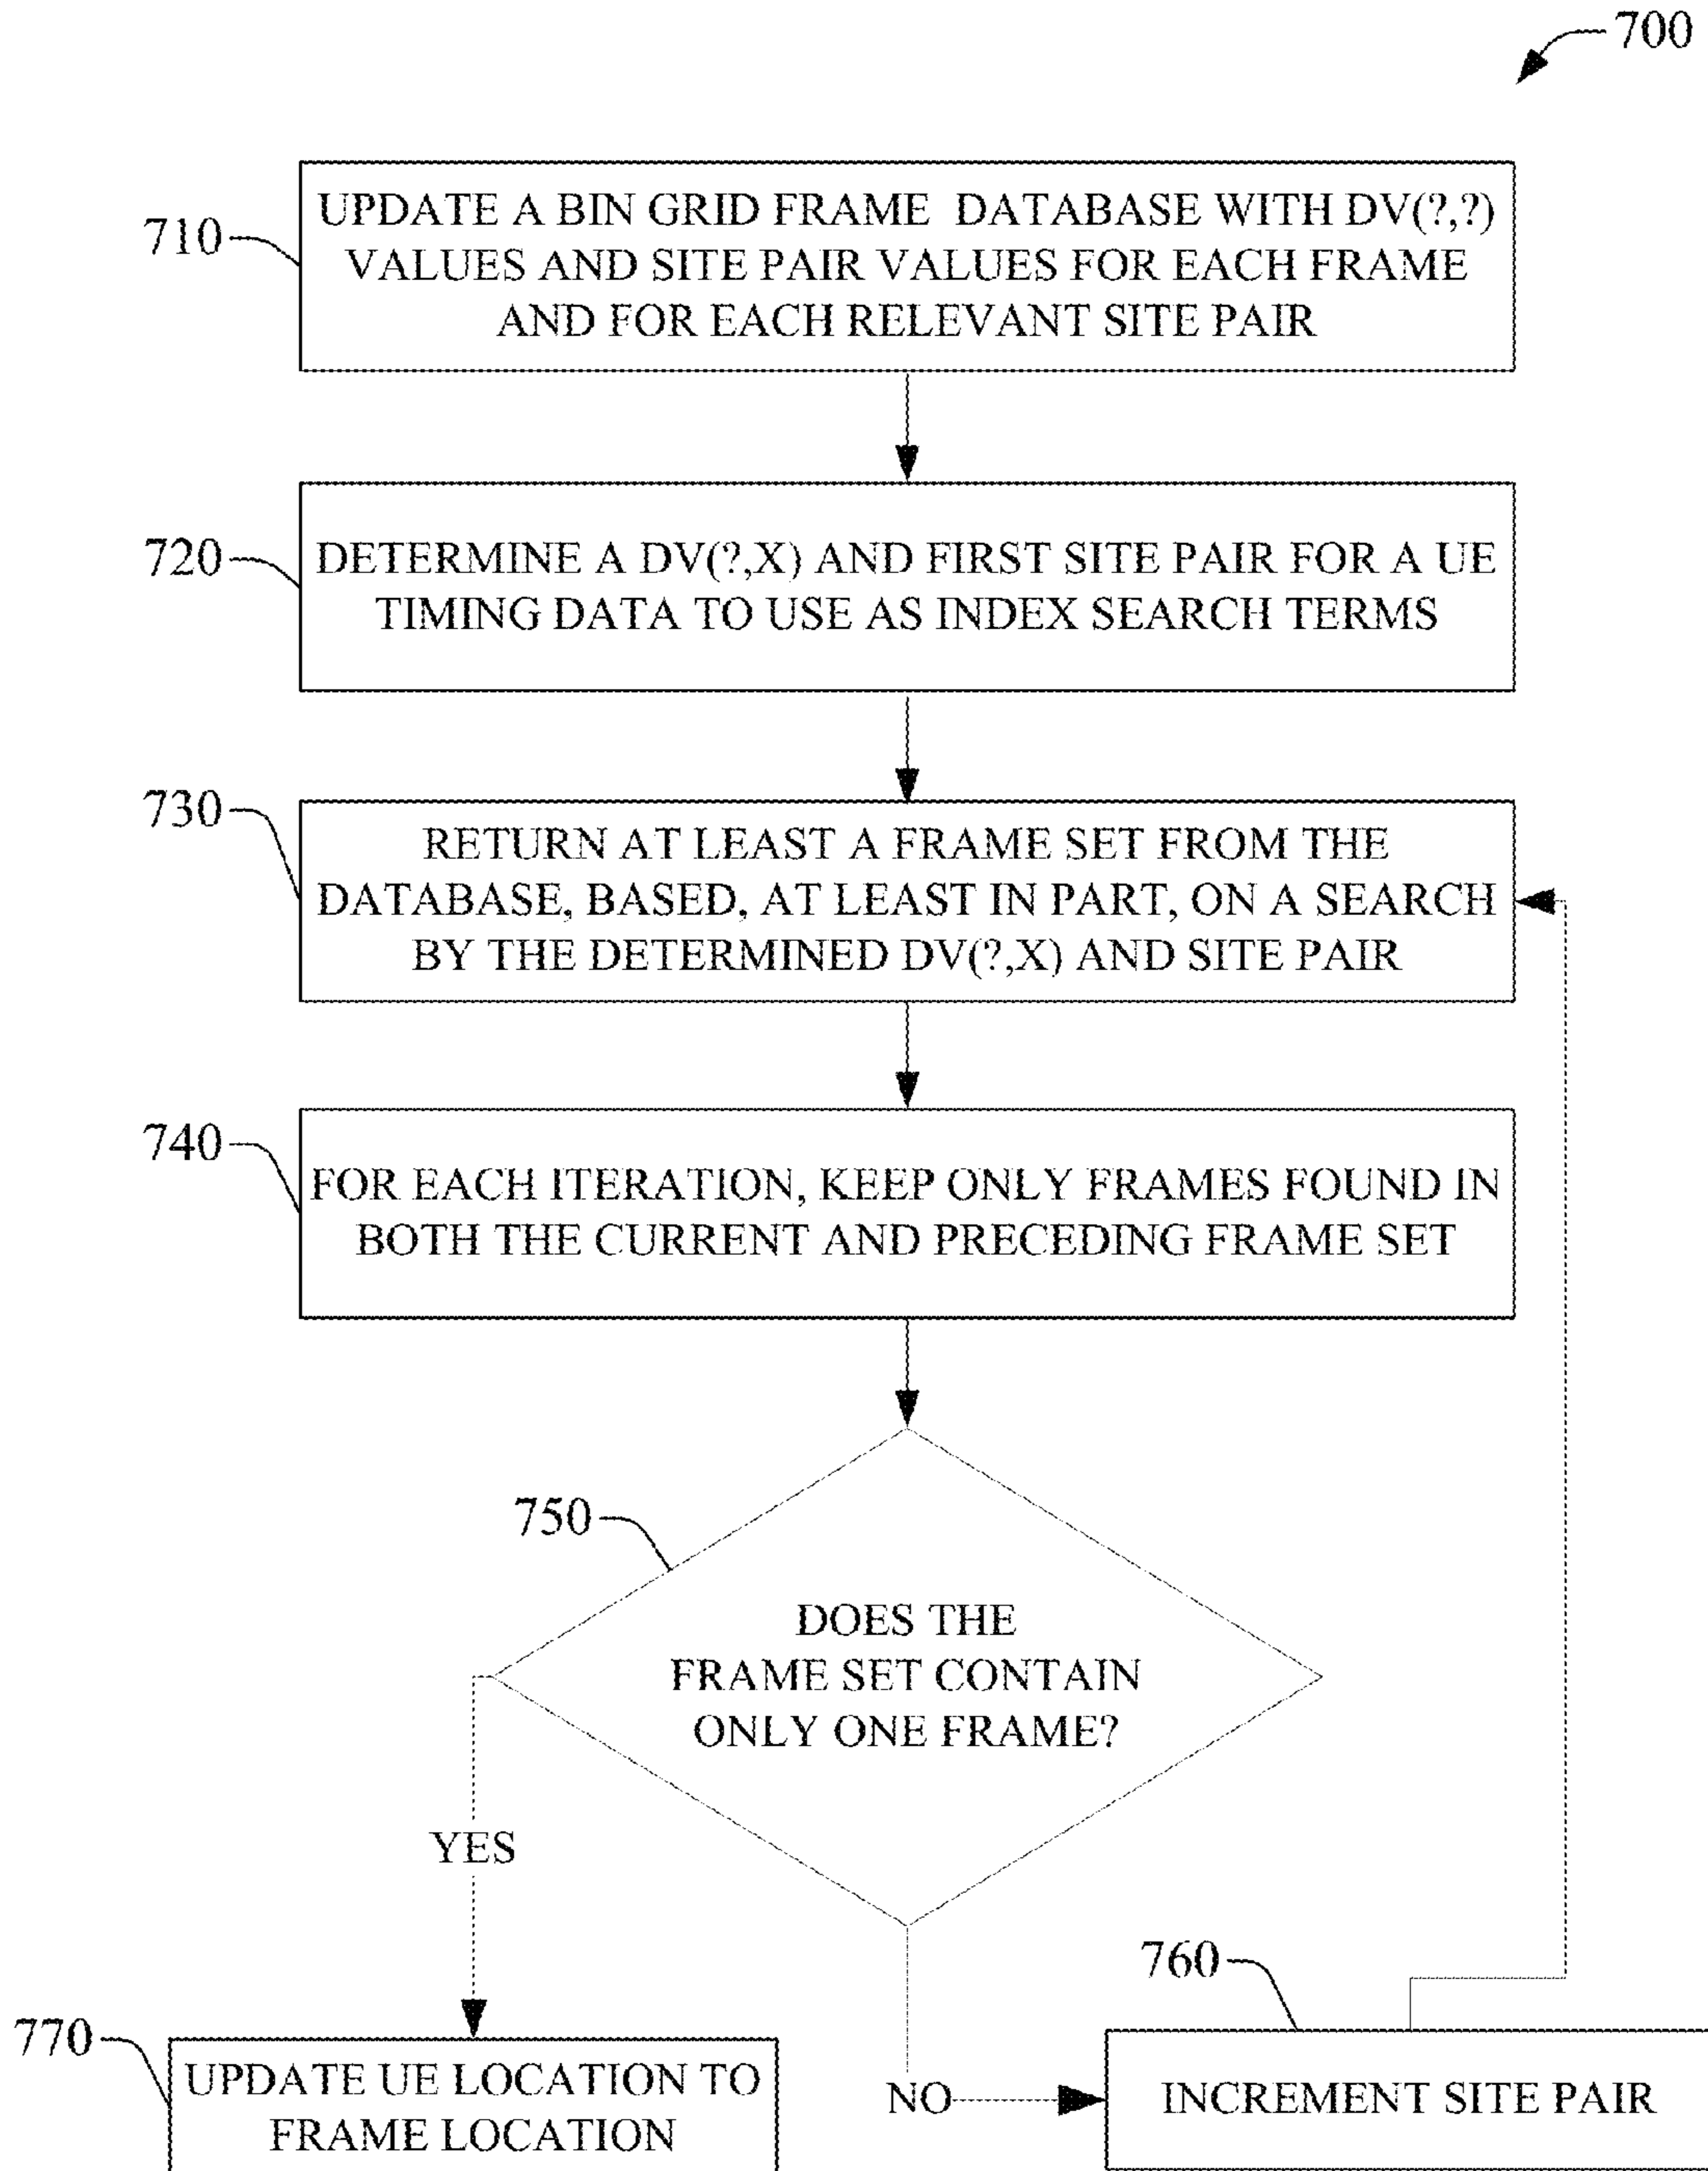 700
710
UPDATE A BIN GRID FRAME DATABASE WITH DV(?,?)
VALUES AND SITE PAIR VALUES FOR EACH FRAME
AND FOR EACH RELEVANT SITE PAIR
720
DETERMINE A DV(?,X) AND FIRST SITE PAIR FOR A UE
TIMING DATA TO USE AS INDEX SEARCH TERMS
730
RETURN AT LEAST A FRAME SET FROM THE
DATABASE, BASED, AT LEAST IN PART, ON A SEARCH
BY THE DETERMINED DV(?,X) AND SITE PAIR
740
FOR EACH ITERATION, KEEP ONLY FRAMES FOUND IN
BOTH THE CURRENT AND PRECEDING FRAME SET
750
DOES THE
FRAME SET CONTAIN
ONLY ONE FRAME?
YES
NO
760
INCREMENT SITE PAIR
770
UPDATE UE LOCATION TO
FRAME LOCATION